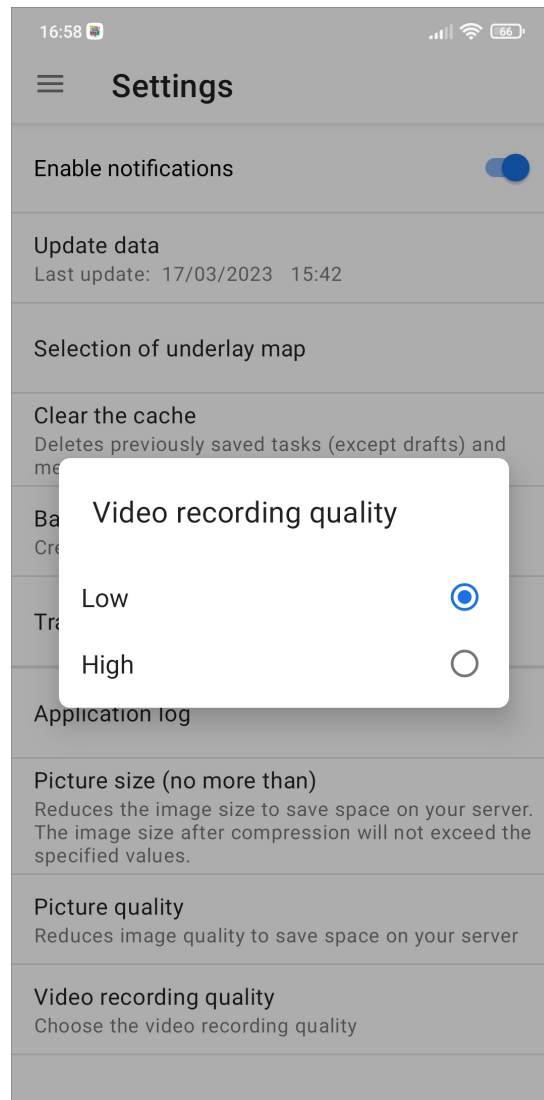 16:58
66
Settings
Enable notifications
Update data
Last update: 17/03/2023 15:42
Selection of underlay map
Clear the cache
Deletes previously saved tasks (except drafts) and
Video recording quality
Low
High
Application log
Picture size (no more than)
Reduces the image size to save space on your server.
The image size after compression will not exceed the
specified values.
Picture quality
Reduces image quality to save space on your server
Video recording quality
Choose the video recording quality